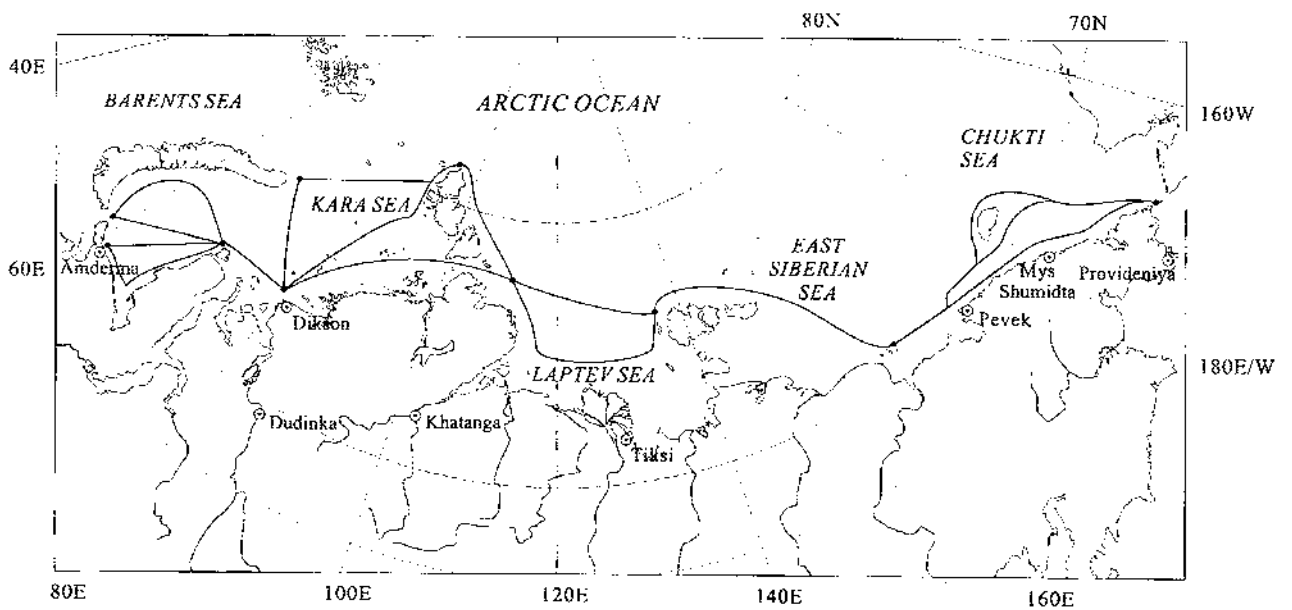 80N
70N
40E
BARENTS SEA
ARCTIC OCEAN
160W
CHUKTI
SEA
KARA SEA
EAST
SIBERIAN
SEA
60E
Amderma
Mys
Shumidta
Provideniya
Dikson
Pevek
LAPTEV SEA
180E/W
Dudinka
Khatanga
Tiksi
80E
100E
120E
140E
160E